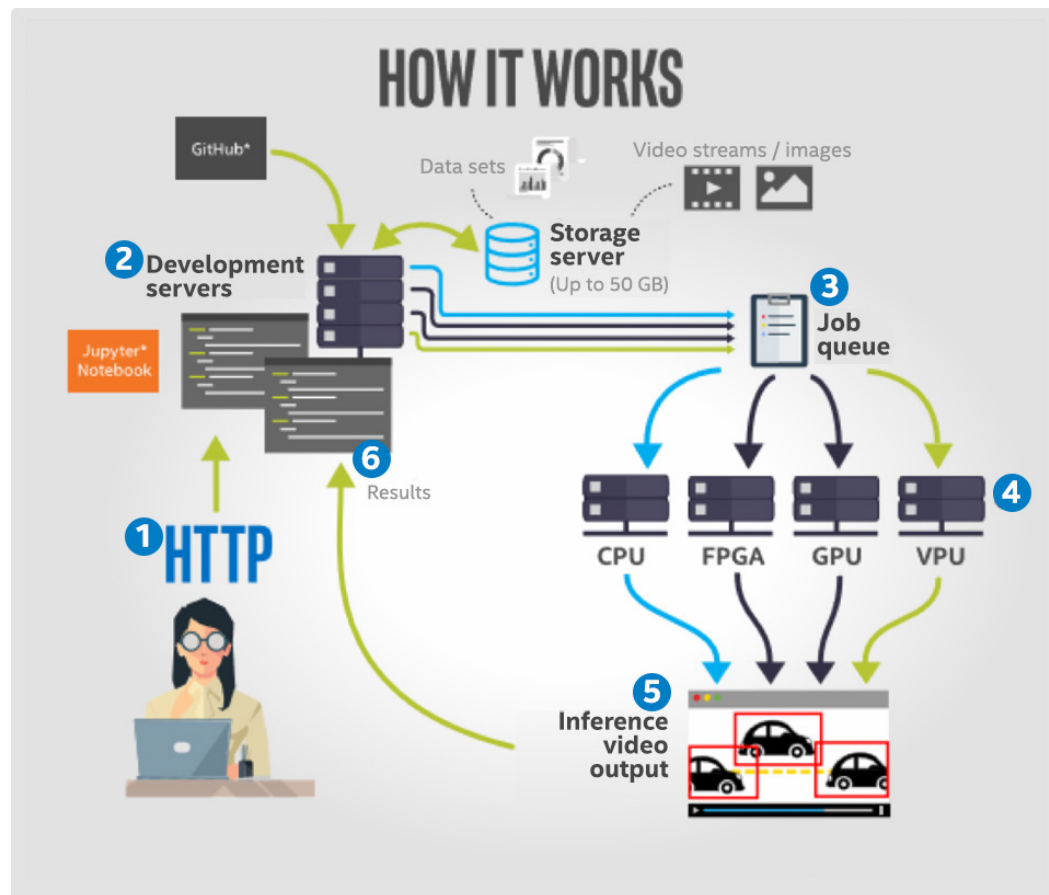 HOW IT WORKS
GitHub*
Data sets
Video streams / images
Storage
server
(Up to 50 GB)
2 Development
servers
3
Job
queue
Jupyter*
Notebook
6
Results
4
CPU
FPGA
GPU
VPU
1
HTTP
5
Inference
video
output